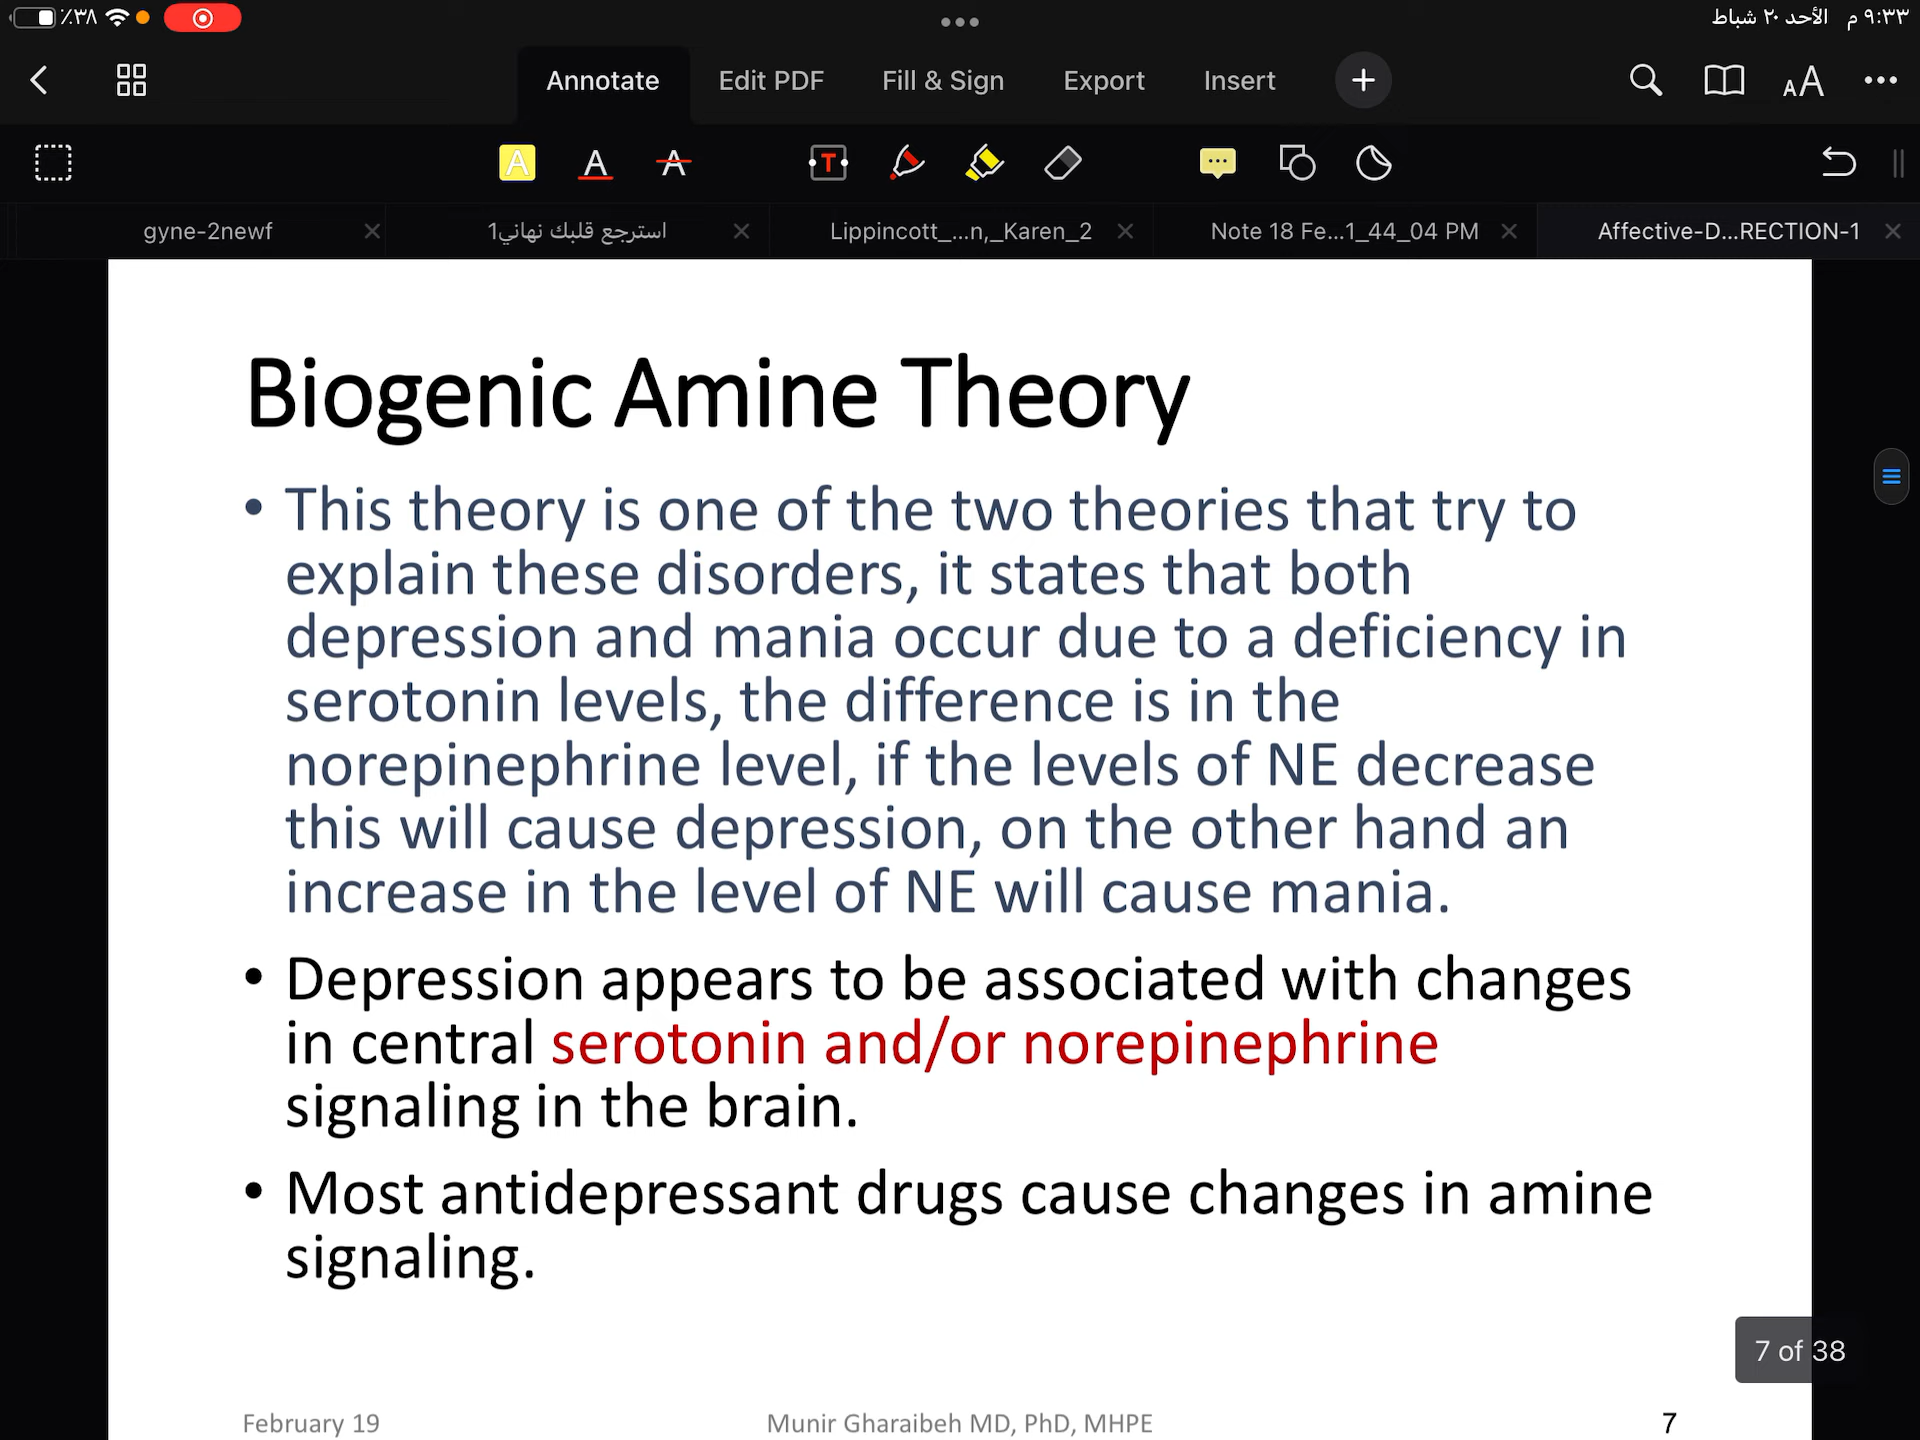 ٪٣٨ ٩:٣٣ م الأحد ٢٠ شباط
Annotate Edit PDF Fill & Sign Export Insert
gyne-2newf استرجع قلبك نهاني1 Lippincott_...n,_Karen_2 Note 18 Fe...1_44_04 PM Affective-D...RECTION-1
Biogenic Amine Theory
• This theory is one of the two theories that try to
explain these disorders, it states that both
depression and mania occur due to a deficiency in
serotonin levels, the difference is in the
norepinephrine level, if the levels of NE decrease
this will cause depression, on the other hand an
increase in the level of NE will cause mania.
• Depression appears to be associated with changes
in central serotonin and/or norepinephrine
signaling in the brain.
• Most antidepressant drugs cause changes in amine
signaling.
7 of 38
February 19 Munir Gharaibeh MD, PhD, MHPE 7